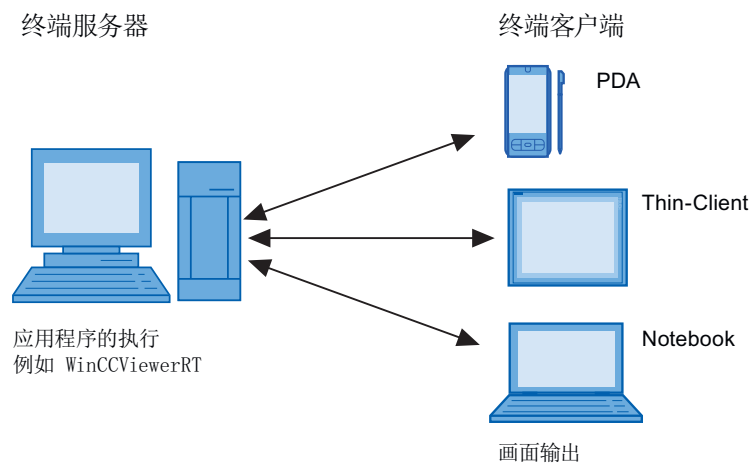 终端服务器
终端客户端
PDA
Thin-Client
应用程序的执行
例如 WinCCViewerRT
Notebook
画面输出